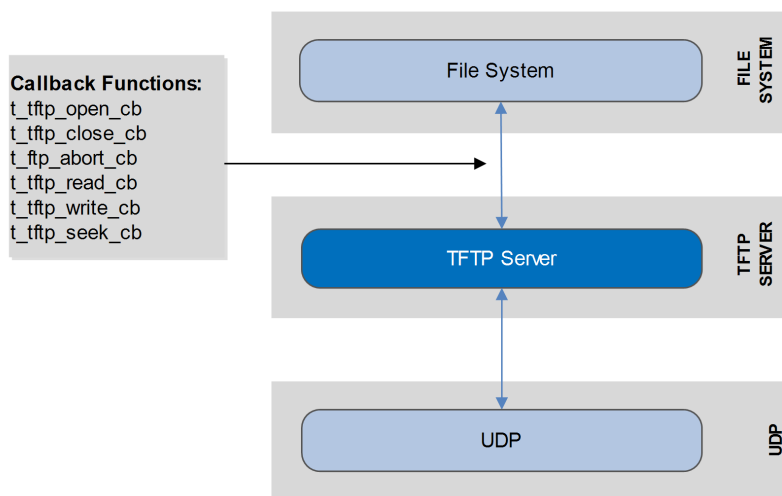 Callback Functions:
t_tftp_open_cb
t_tftp_close_cb
t_ftp_abort_cb
t_tftp_read_cb
t_tftp_write_cb
t_tftp_seek_cb
File System
FILE
SYSTEM
TFTP Server
TFTP
SERVER
UDP
UDP